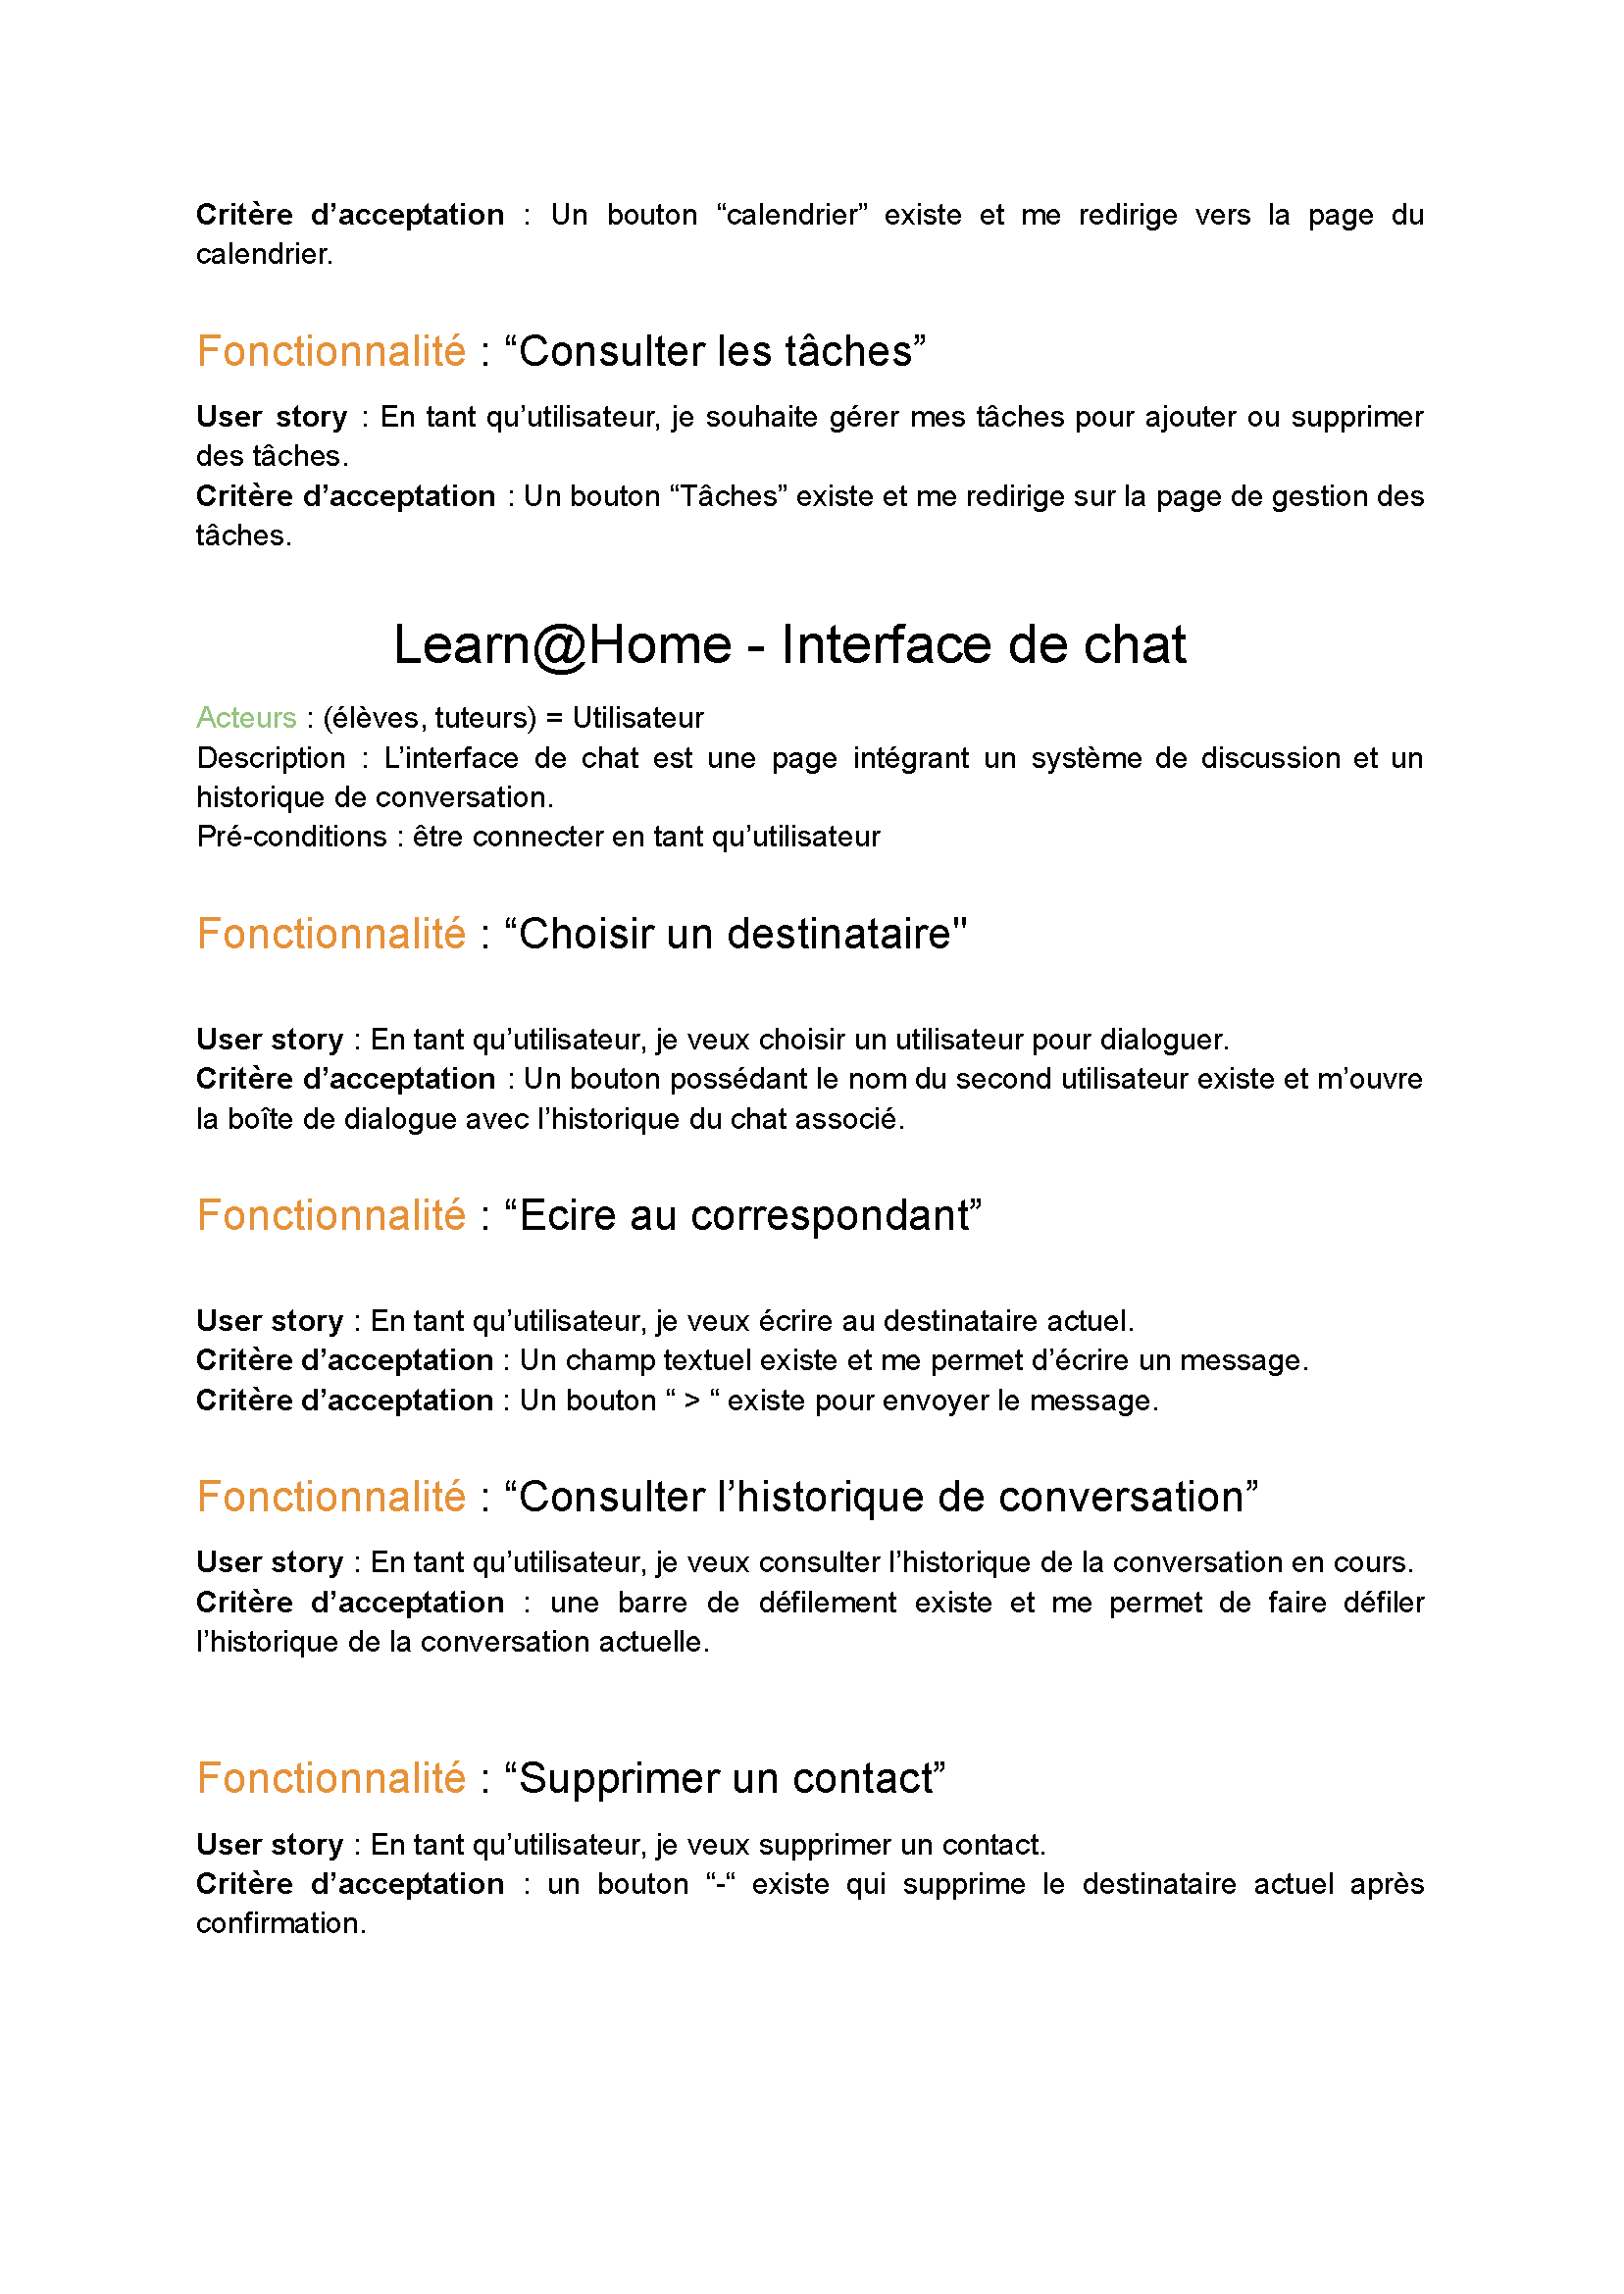 Critère d’acceptation : Un bouton “calendrier” existe et me redirige vers la page du
calendrier.
Fonctionnalité : “Consulter les tâches”
User story : En tant qu’utilisateur, je souhaite gérer mes tâches pour ajouter ou supprimer
des tâches.
Critère d’acceptation : Un bouton “Tâches” existe et me redirige sur la page de gestion des
tâches.
Learn@Home - Interface de chat
Acteurs : (élèves, tuteurs) = Utilisateur
Description : L’interface de chat est une page intégrant un système de discussion et un
historique de conversation.
Pré-conditions : être connecter en tant qu’utilisateur
Fonctionnalité : “Choisir un destinataire"
User story : En tant qu’utilisateur, je veux choisir un utilisateur pour dialoguer.
Critère d’acceptation : Un bouton possédant le nom du second utilisateur existe et m’ouvre
la boîte de dialogue avec l’historique du chat associé.
Fonctionnalité : “Ecire au correspondant”
User story : En tant qu’utilisateur, je veux écrire au destinataire actuel.
Critère d’acceptation : Un champ textuel existe et me permet d’écrire un message.
Critère d’acceptation : Un bouton “ > “ existe pour envoyer le message.
Fonctionnalité : “Consulter l’historique de conversation”
User story : En tant qu’utilisateur, je veux consulter l’historique de la conversation en cours.
Critère d’acceptation : une barre de défilement existe et me permet de faire défiler
l’historique de la conversation actuelle.
Fonctionnalité : “Supprimer un contact”
User story : En tant qu’utilisateur, je veux supprimer un contact.
Critère d’acceptation : un bouton “-“ existe qui supprime le destinataire actuel après
confirmation.